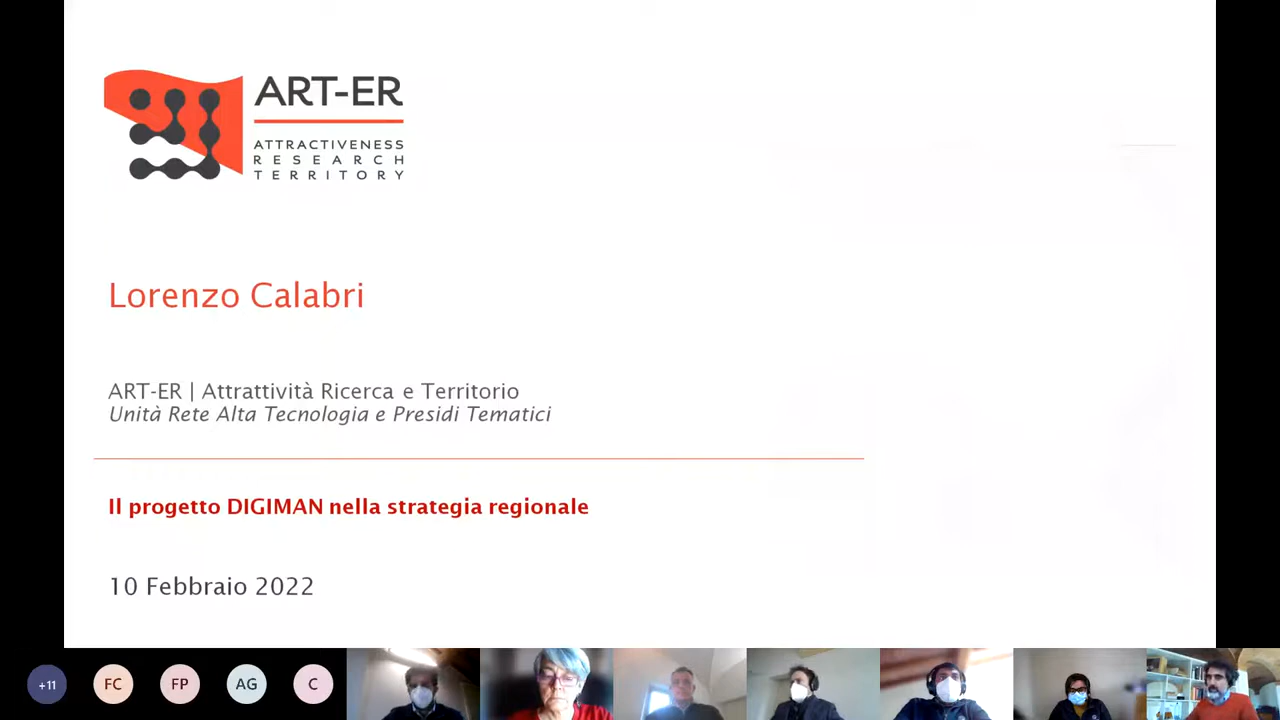 ART-ER
ATTRACTIVENESS
RESEARCH
TERRITORY
Lorenzo Calabri
ART-ER | Attrattività Ricerca e Territorio
Unità Rete Alta Tecnologia e Presidi Tematici
Il progetto DIGIMAN nella strategia regionale
10 Febbraio 2022
+11
FC
FP
AG
C